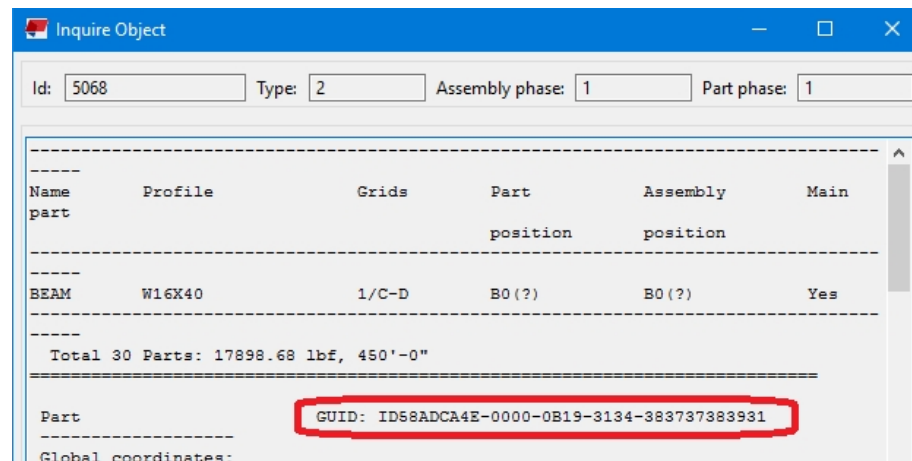 Inquire Object
Id: 5068 Type: 2 Assembly phase: 1 Part phase: 1
--------------------------------------------------------------------------------
-----
Name Profile Grids Part Assembly Main
part
position position
--------------------------------------------------------------------------------
-----
BEAM W16X40 1/C-D B0(?) B0(?) Yes
--------------------------------------------------------------------------------
-----
Total 30 Parts: 17898.68 lbf, 450'-0"
===========================================================================
Part GUID: ID58ADCA4E-0000-0B19-3134-383737383931
-------------------
Global coordinates: